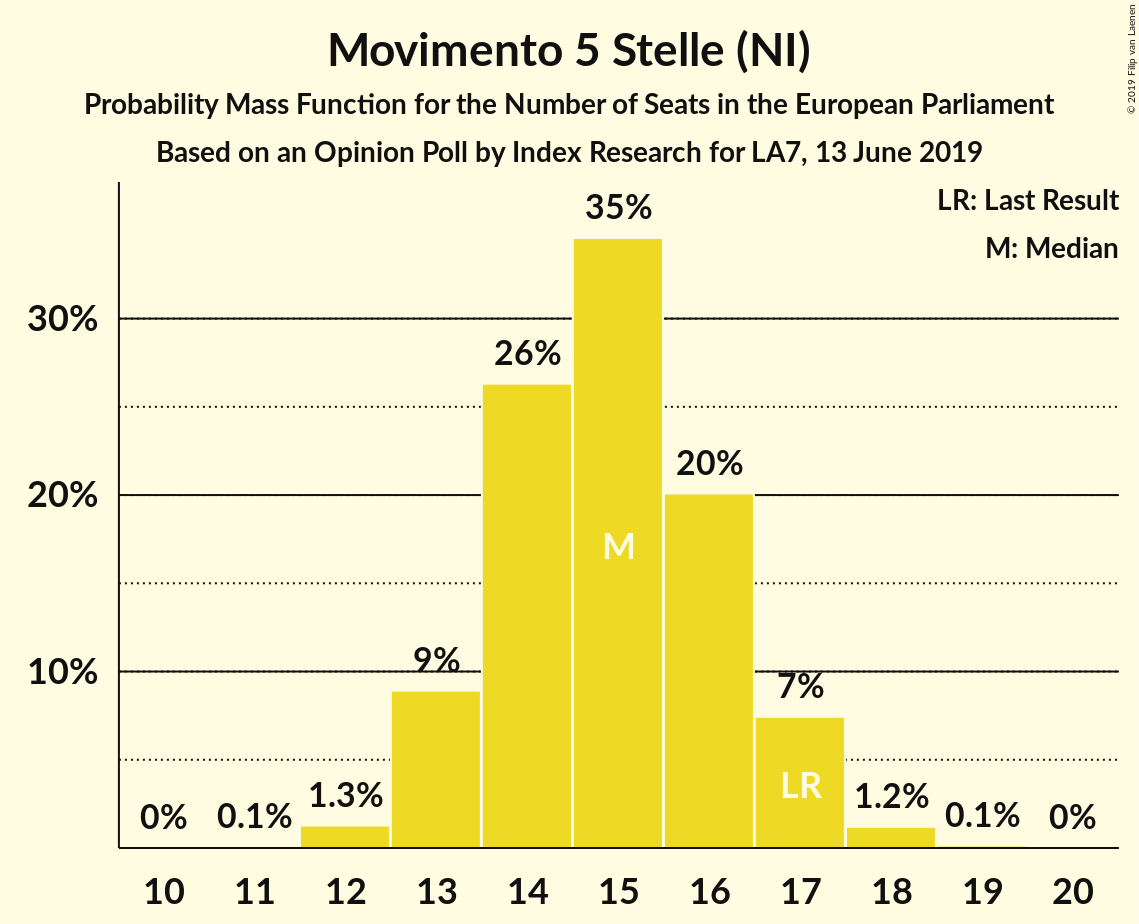 Movimento 5 Stelle (NI)
Probability Mass Function for the Number of Seats in the European Parliament
Based on an Opinion Poll by Index Research for LA7, 13 June 2019
© 2019 Filip van Laenen
LR: Last Result
M: Median
35%
30%
26%
20%
20%
M
9%
10%
7%
LR
0%
0.1%
1.3%
1.2%
0.1%
0%
10 11 12 13 14 15 16 17 18 19 20